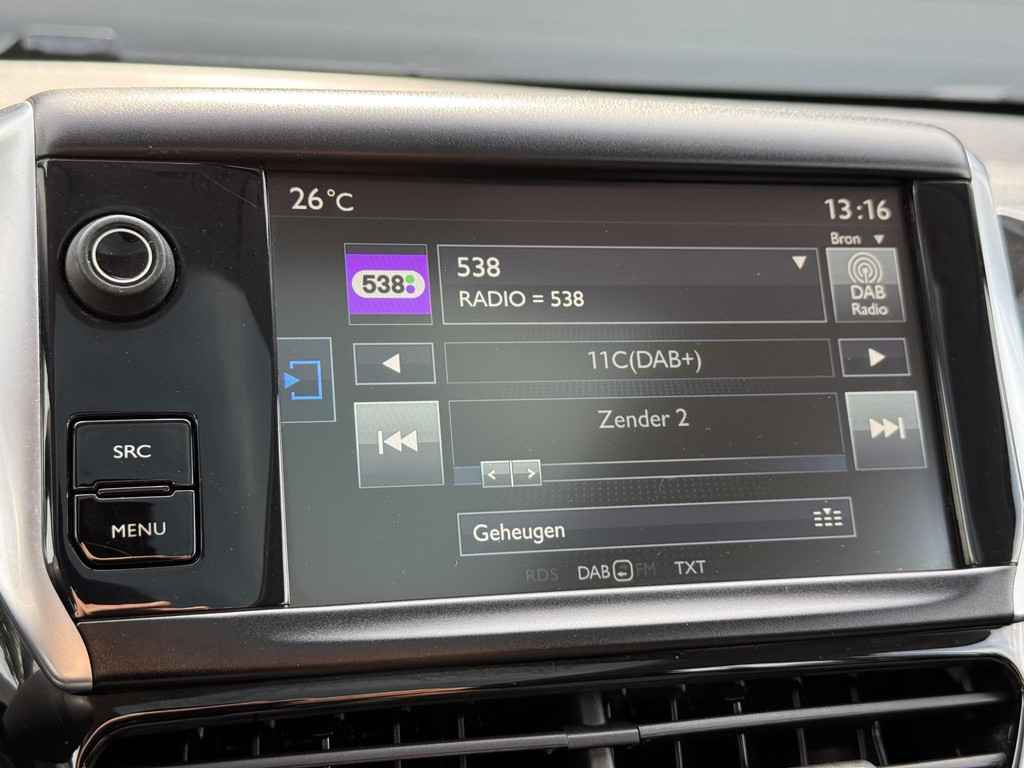 26°C
13:16
Bron
538
538
RADIO = 538
DAB
Radio
11C(DAB+)
Zender 2
SRC
MENU
Geheugen
RDS DAB FM TXT